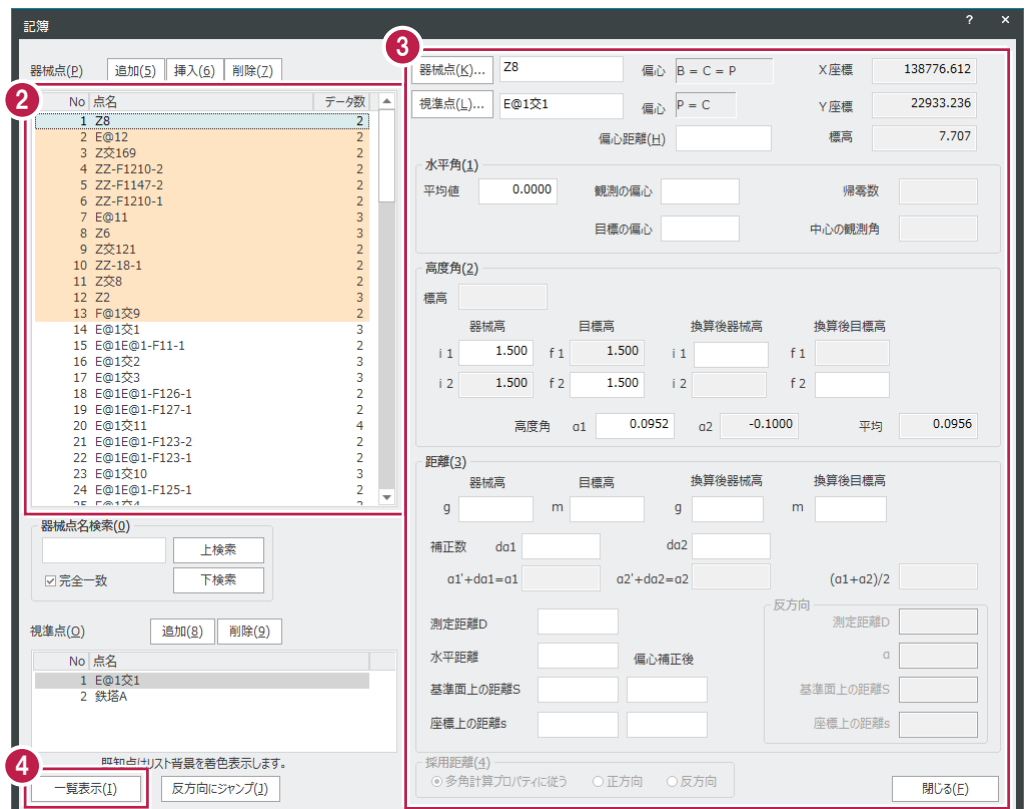 記簿 ? ×
3
器械点(P) 追加(5) 挿入(6) 削除(7)
2
No 点名 データ数
1 Z8 2
2 E@12 2
3 Z交169 2
4 ZZ-F1210-2 2
5 ZZ-F1147-2 2
6 ZZ-F1210-1 2
7 E@11 3
8 Z6 3
9 Z交121 2
10 ZZ-18-1 2
11 Z交8 2
12 Z2 3
13 F@1交9 2
14 E@1交1 3
15 E@1E@1-F11-1 2
16 E@1交2 3
17 E@1交3 3
18 E@1E@1-F126-1 2
19 E@1E@1-F127-1 2
20 E@1交11 4
21 E@1E@1-F123-2 2
22 E@1E@1-F123-1 2
23 E@1交10 3
24 E@1E@1-F125-1 2
25 E@1交4 2
器械点名検索(0)
上検索
完全一致 下検索
視準点(O) 追加(8) 削除(9)
No 点名
1 E@1交1
2 鉄塔A
既知点はリスト背景を着色表示します。
4
一覧表示(I) 反方向にジャンプ(J)
器械点(K)... Z8 偏心 B = C = P X座標 138776.612
視準点(L)... E@1交1 偏心 P = C Y座標 22933.236
偏心距離(H) 標高 7.707
水平角(1)
平均値 0.0000 観測の偏心 帰零数
目標の偏心 中心の観測角
高度角(2)
標高
器械高 目標高 換算後器械高 換算後目標高
i 1 1.500 f 1 1.500 i 1 f 1
i 2 1.500 f 2 1.500 i 2 f 2
高度角 α1 0.0952 α2 -0.1000 平均 0.0956
距離(3)
器械高 目標高 換算後器械高 換算後目標高
g m g m
補正数 dα1 dα2
α1'+dα1=α1 α2'+dα2=α2 (α1+α2)/2
測定距離D
水平距離 偏心補正後
基準面上の距離S
座標上の距離s
反方向
測定距離D
α
基準面上の距離S
座標上の距離s
採用距離(4)
多角計算プロパティに従う 正方向 反方向
閉じる(F)